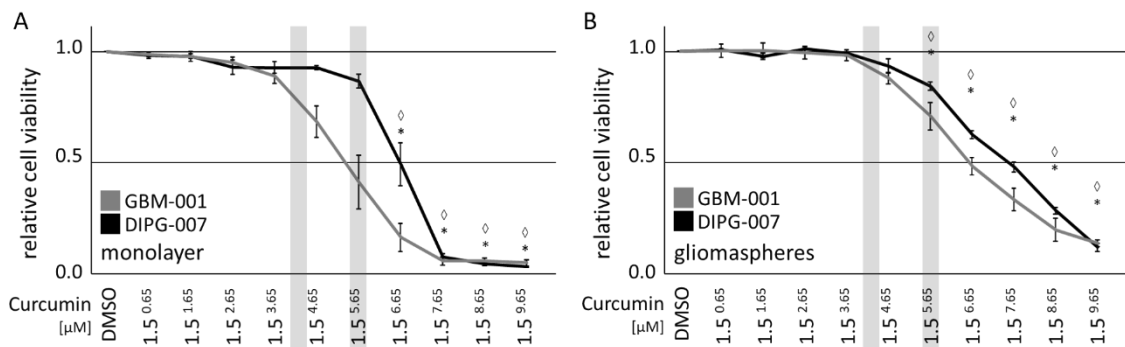 A
relative cell viability
1.0
0.5
0.0
◊
*
◊
*
◊
*
◊
*
GBM-001
DIPG-007
monolayer
Curcumin
[µM]
DMSO
1.5 0.65
1.5 1.65
1.5 2.65
1.5 3.65
1.5 4.65
1.5 5.65
1.5 6.65
1.5 7.65
1.5 8.65
1.5 9.65
B
relative cell viability
1.0
0.5
0.0
◊
*
◊
*
◊
*
◊
*
◊
*
GBM-001
DIPG-007
gliomaspheres
Curcumin
[µM]
DMSO
1.5 0.65
1.5 1.65
1.5 2.65
1.5 3.65
1.5 4.65
1.5 5.65
1.5 6.65
1.5 7.65
1.5 8.65
1.5 9.65